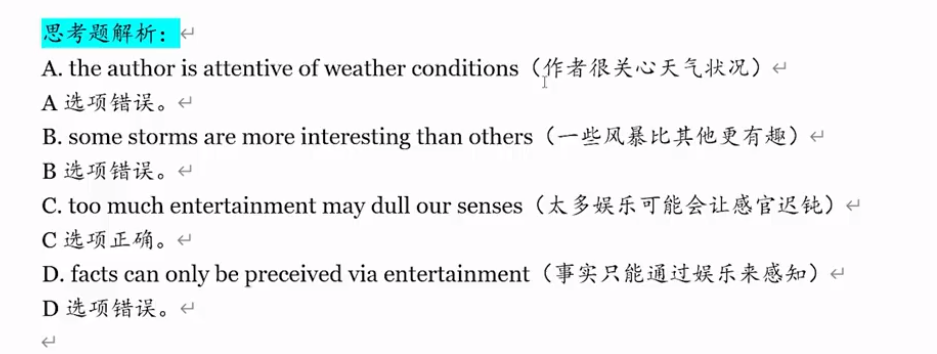 思考题解析：
A. the author is attentive of weather conditions（作者很关心天气状况）
A 选项错误。
B. some storms are more interesting than others（一些风暴比其他更有趣）
B 选项错误。
C. too much entertainment may dull our senses（太多娱乐可能会让感官迟钝）
C 选项正确。
D. facts can only be preceived via entertainment（事实只能通过娱乐来感知）
D 选项错误。